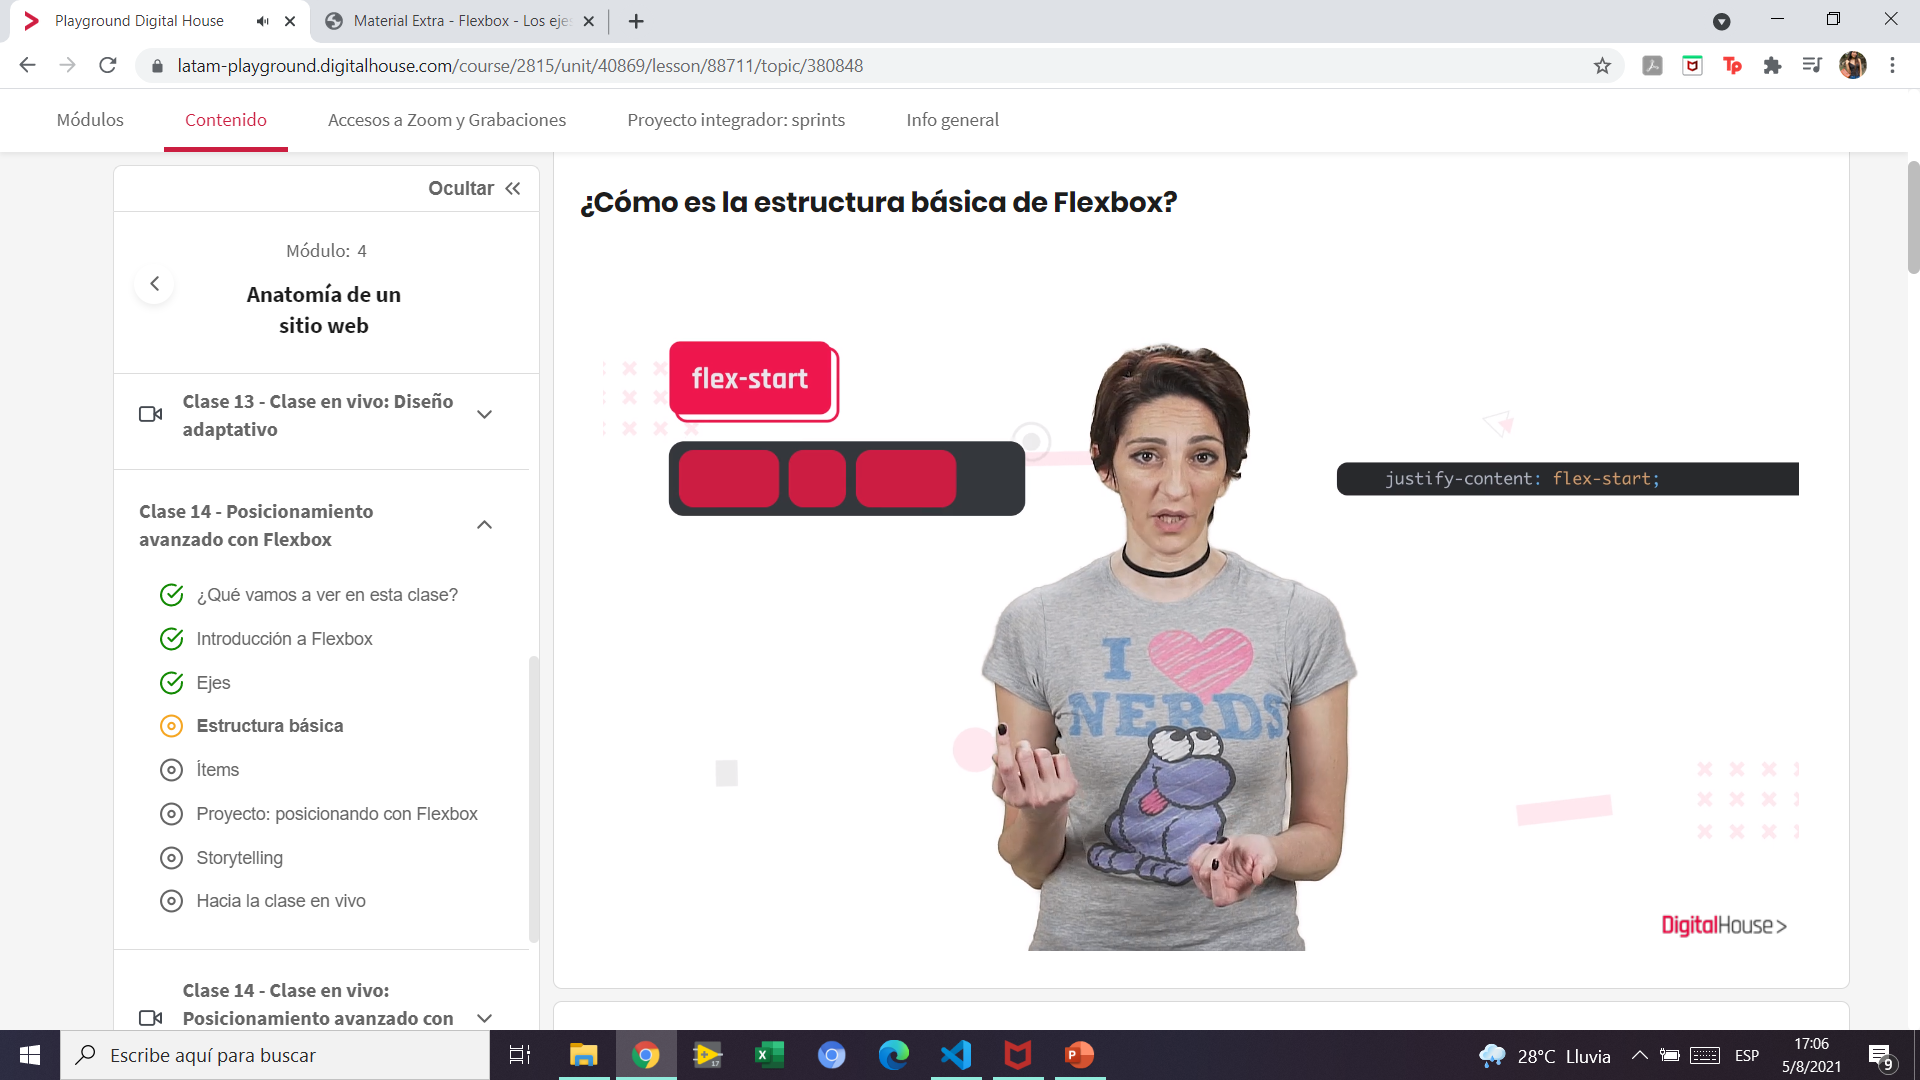 Playground Digital House
Material Extra - Flexbox - Los eje
latam-playground.digitalhouse.com/course/2815/unit/40869/lesson/88711/topic/380848
Módulos
Contenido
Accesos a Zoom y Grabaciones
Proyecto integrador: sprints
Info general
Ocultar
Módulo: 4
Anatomía de un
sitio web
Clase 13 - Clase en vivo: Diseño
adaptativo
Clase 14 - Posicionamiento
avanzado con Flexbox
¿Qué vamos a ver en esta clase?
Introducción a Flexbox
Ejes
Estructura básica
Ítems
Proyecto: posicionando con Flexbox
Storytelling
Hacia la clase en vivo
Clase 14 - Clase en vivo:
Posicionamiento avanzado con
¿Cómo es la estructura básica de Flexbox?
flex-start
justify-content: flex-start;
I
NERDS
DigitalHouse>
Escribe aquí para buscar
28°C Lluvia
ESP
17:06
5/8/2021
9